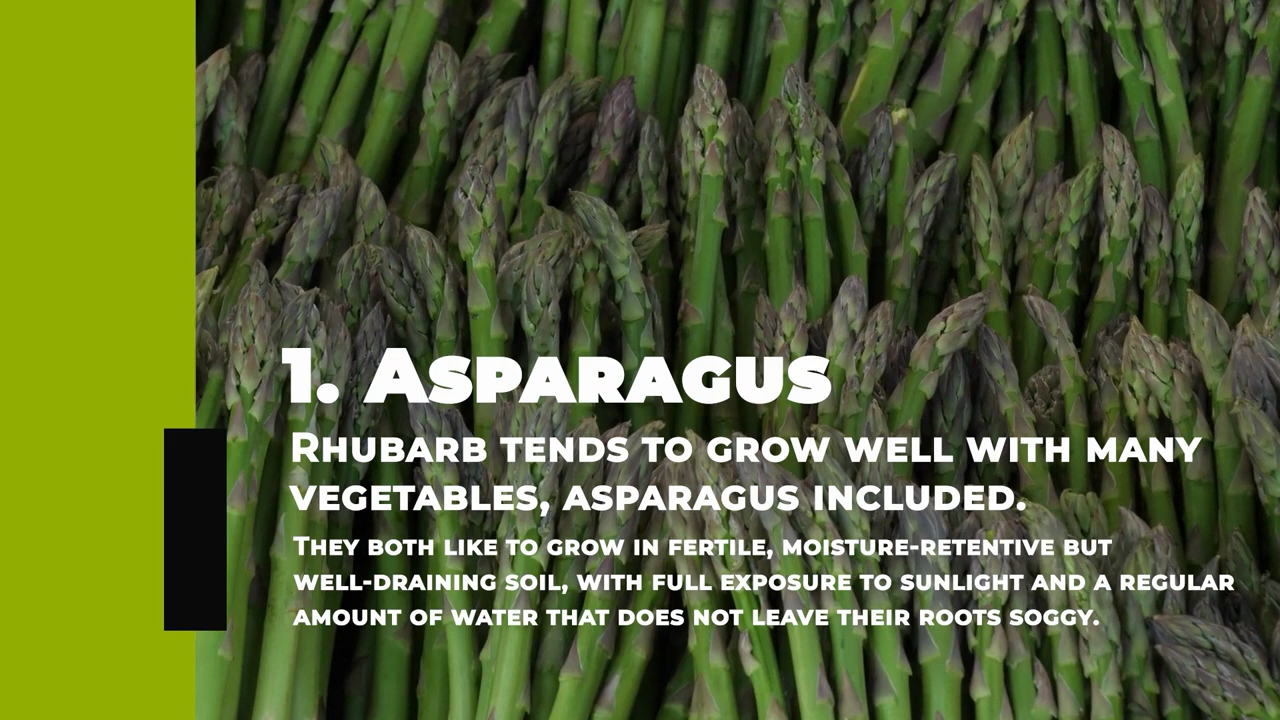 1. Asparagus
Rhubarb tends to grow well with many
vegetables, asparagus included.
They both like to grow in fertile, moisture-retentive but
well-draining soil, with full exposure to sunlight and a regular
amount of water that does not leave their roots soggy.